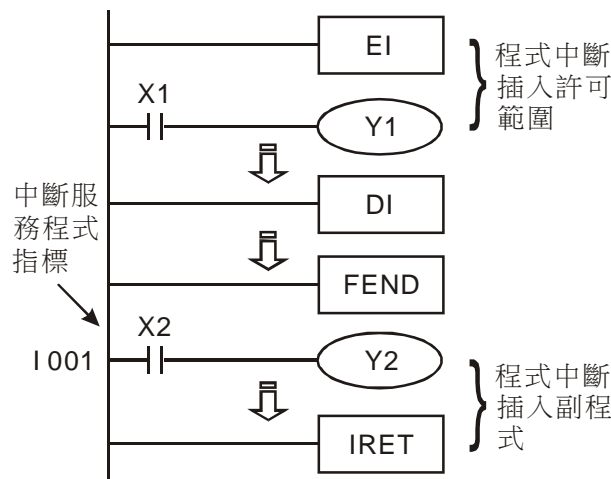 EI
程式中斷
插入許可
範圍
X1
Y1
中斷服
務程式
指標
DI
FEND
X2
I 001
Y2
程式中斷
插入副程
式
IRET